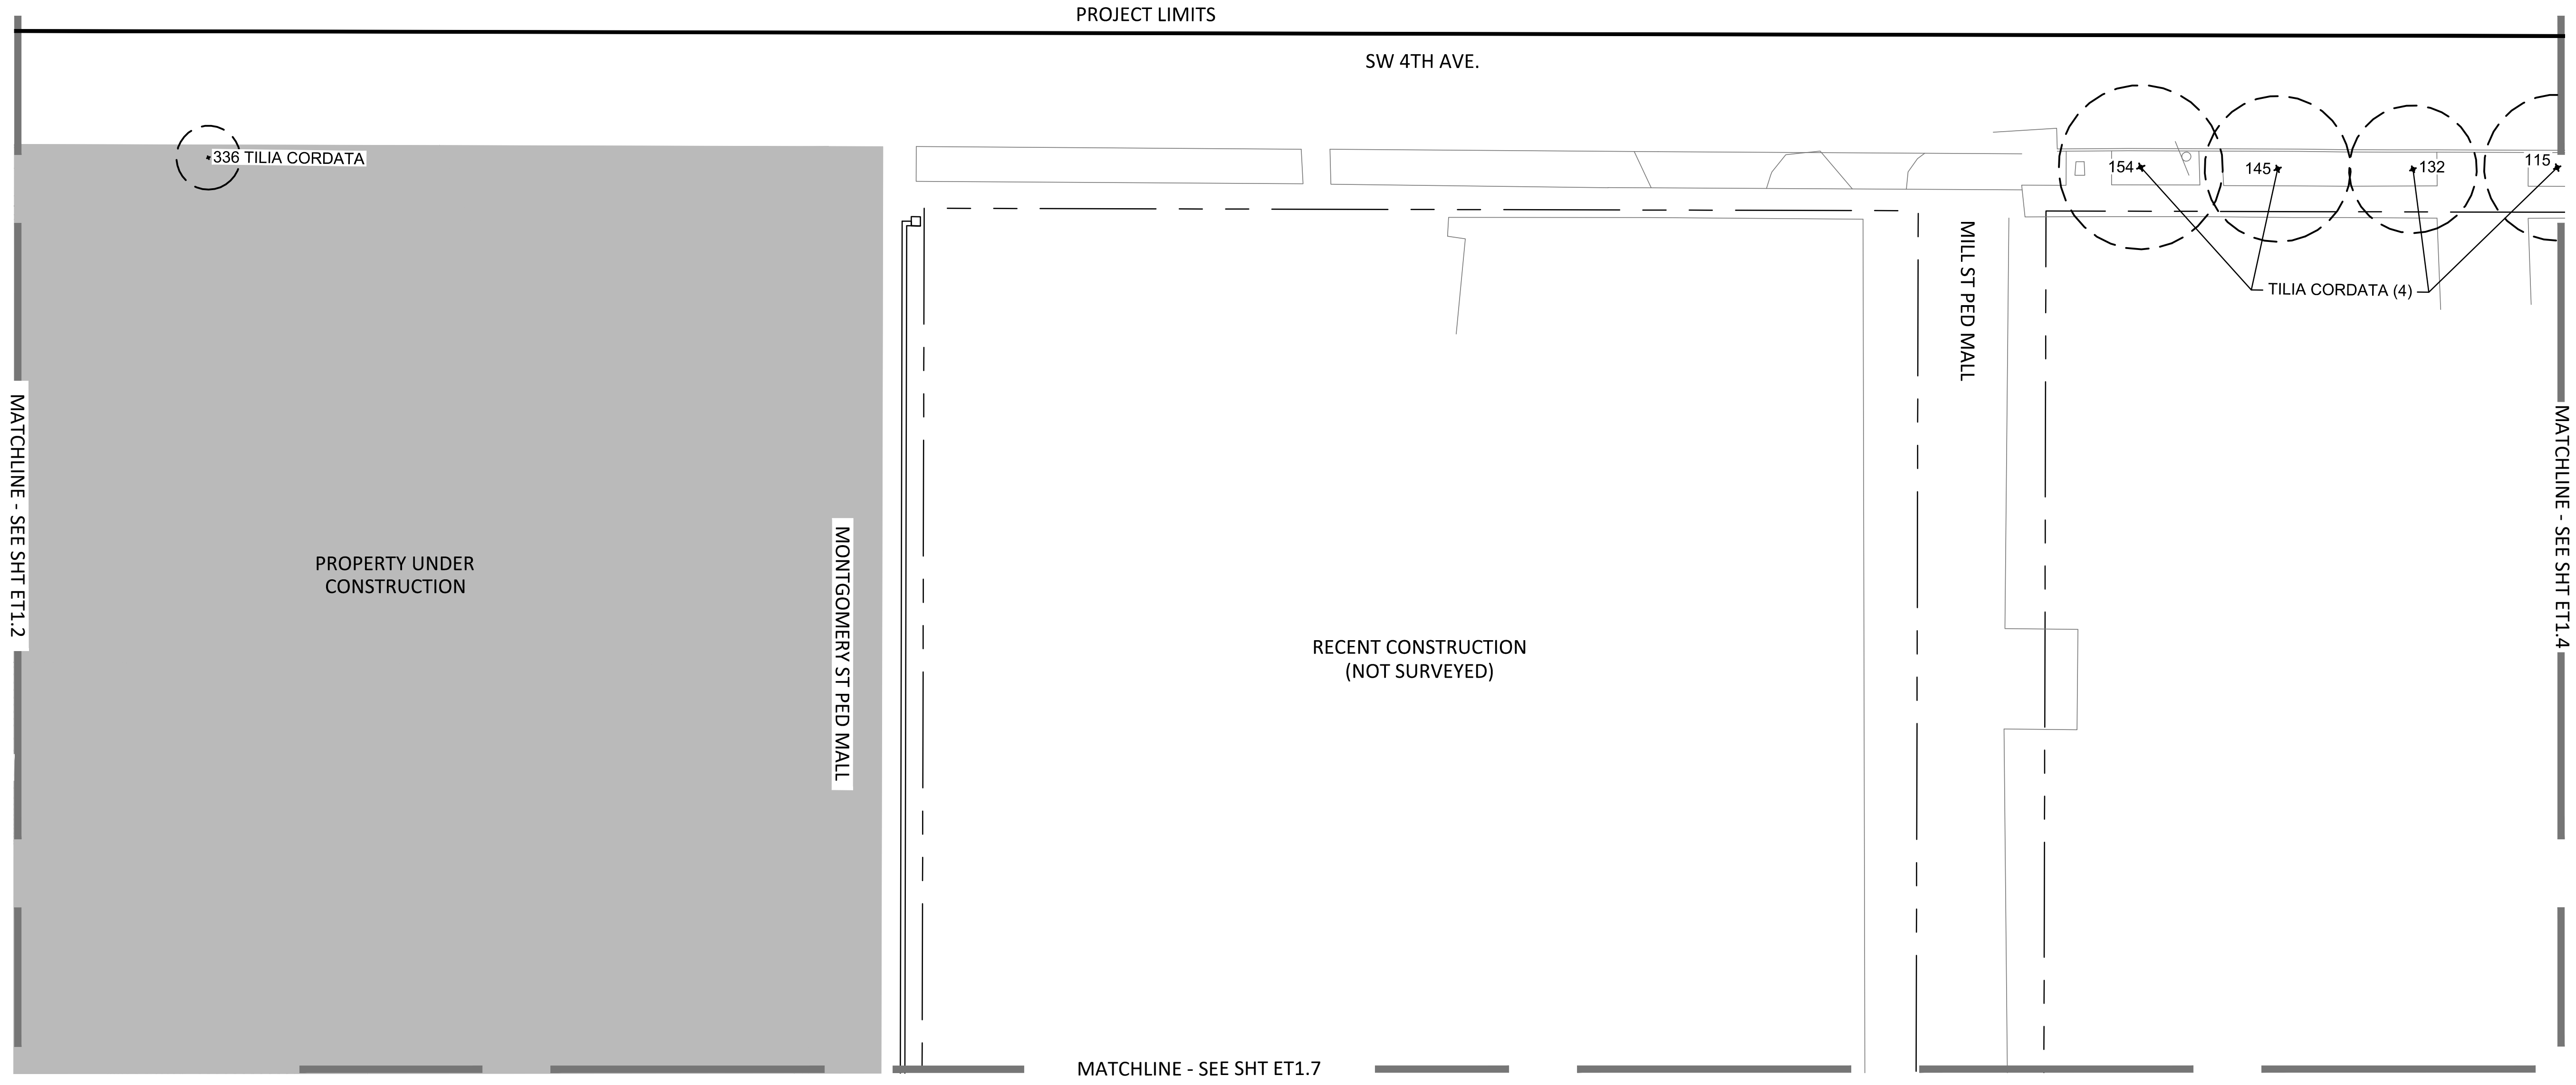 PROJECT LIMITS
SW 4TH AVE.
336 TILIA CORDATA
154
145
132
115
TILIA CORDATA (4)
MILL ST PED MALL
MATCHLINE - SEE SHT ET1.2
MATCHLINE - SEE SHT ET1.4
PROPERTY UNDER
CONSTRUCTION
MONTGOMERY ST PED MALL
RECENT CONSTRUCTION
(NOT SURVEYED)
MATCHLINE - SEE SHT ET1.7